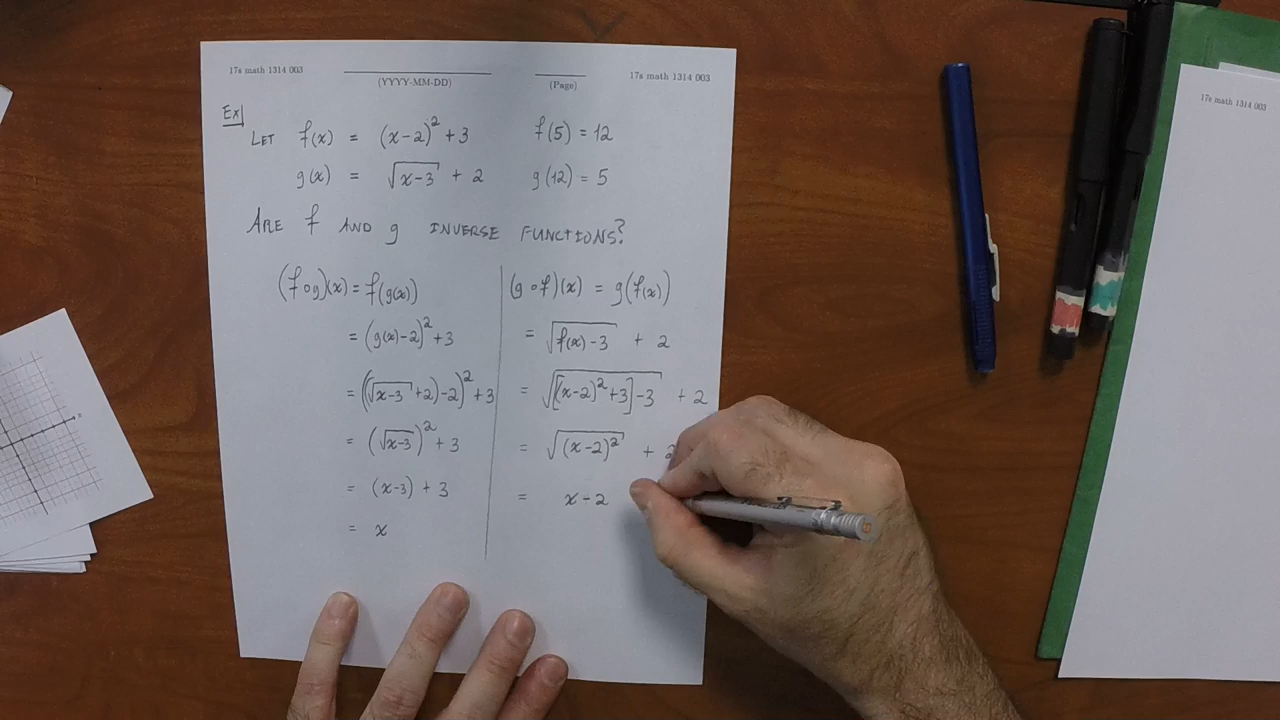 17s math 1314 003 (YYYY-MM-DD) (Page) 17s math 1314 003
Ex
LET f(x) = (x-2)² + 3 f(5) = 12
g(x) = √(x-3) + 2 g(12) = 5
ARE f AND g INVERSE FUNCTIONS?
(f∘g)(x) = f(g(x))
= (g(x)-2)² + 3
= ((√(x-3) + 2) - 2)² + 3
= (√(x-3))² + 3
= (x-3) + 3
= x
(g∘f)(x) = g(f(x))
= √(f(x)-3) + 2
= √([(x-2)² + 3] - 3) + 2
= √((x-2)²) + 2
= x-2
17s math 1314 003